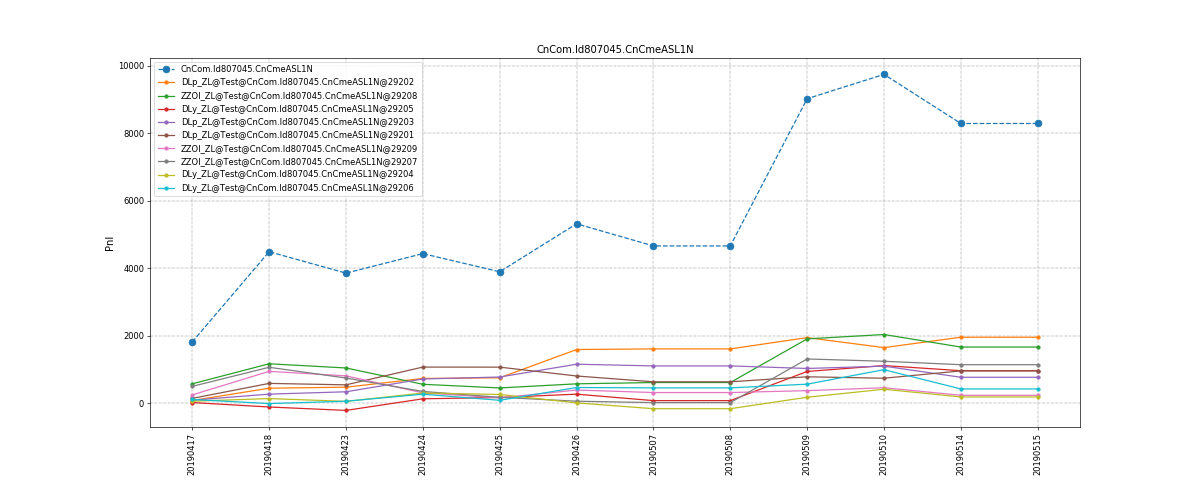 CnCom.Id807045.CnCmeASL1N
CnCom.Id807045.CnCmeASL1N
DLp_ZL@Test@CnCom.Id807045.CnCmeASL1N@29202
ZZOI_ZL@Test@CnCom.Id807045.CnCmeASL1N@29208
DLy_ZL@Test@CnCom.Id807045.CnCmeASL1N@29205
DLp_ZL@Test@CnCom.Id807045.CnCmeASL1N@29203
DLp_ZL@Test@CnCom.Id807045.CnCmeASL1N@29201
ZZOI_ZL@Test@CnCom.Id807045.CnCmeASL1N@29209
ZZOI_ZL@Test@CnCom.Id807045.CnCmeASL1N@29207
DLy_ZL@Test@CnCom.Id807045.CnCmeASL1N@29204
DLy_ZL@Test@CnCom.Id807045.CnCmeASL1N@29206
10000
8000
6000
4000
2000
0
Pnl
20190417
20190418
20190423
20190424
20190425
20190426
20190507
20190508
20190509
20190510
20190514
20190515